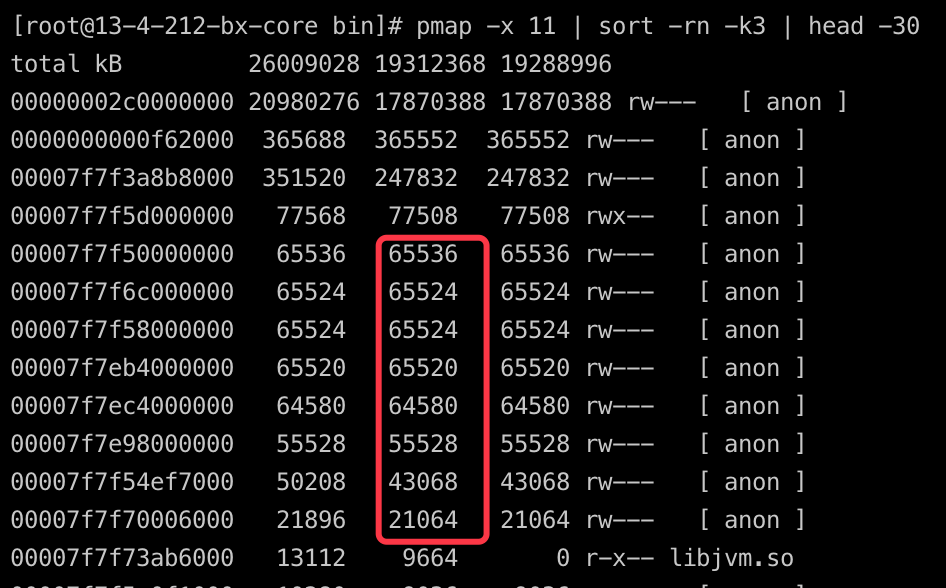 [root@13-4-212-bx-core bin]# pmap -x 11 | sort -rn -k3 | head -30
total kB         26009028 19312368 19288996
00000002c0000000 20980276 17870388 17870388 rw---   [ anon ]
0000000000f62000  365688  365552  365552 rw---   [ anon ]
00007f7f3a8b8000  351520  247832  247832 rw---   [ anon ]
00007f7f5d000000   77568   77508   77508 rwx--   [ anon ]
00007f7f50000000   65536   65536   65536 rw---   [ anon ]
00007f7f6c000000   65524   65524   65524 rw---   [ anon ]
00007f7f58000000   65524   65524   65524 rw---   [ anon ]
00007f7eb4000000   65520   65520   65520 rw---   [ anon ]
00007f7ec4000000   64580   64580   64580 rw---   [ anon ]
00007f7e98000000   55528   55528   55528 rw---   [ anon ]
00007f7f54ef7000   50208   43068   43068 rw---   [ anon ]
00007f7f70006000   21896   21064   21064 rw---   [ anon ]
00007f7f73ab6000   13112    9664       0 r-x-- libjvm.so